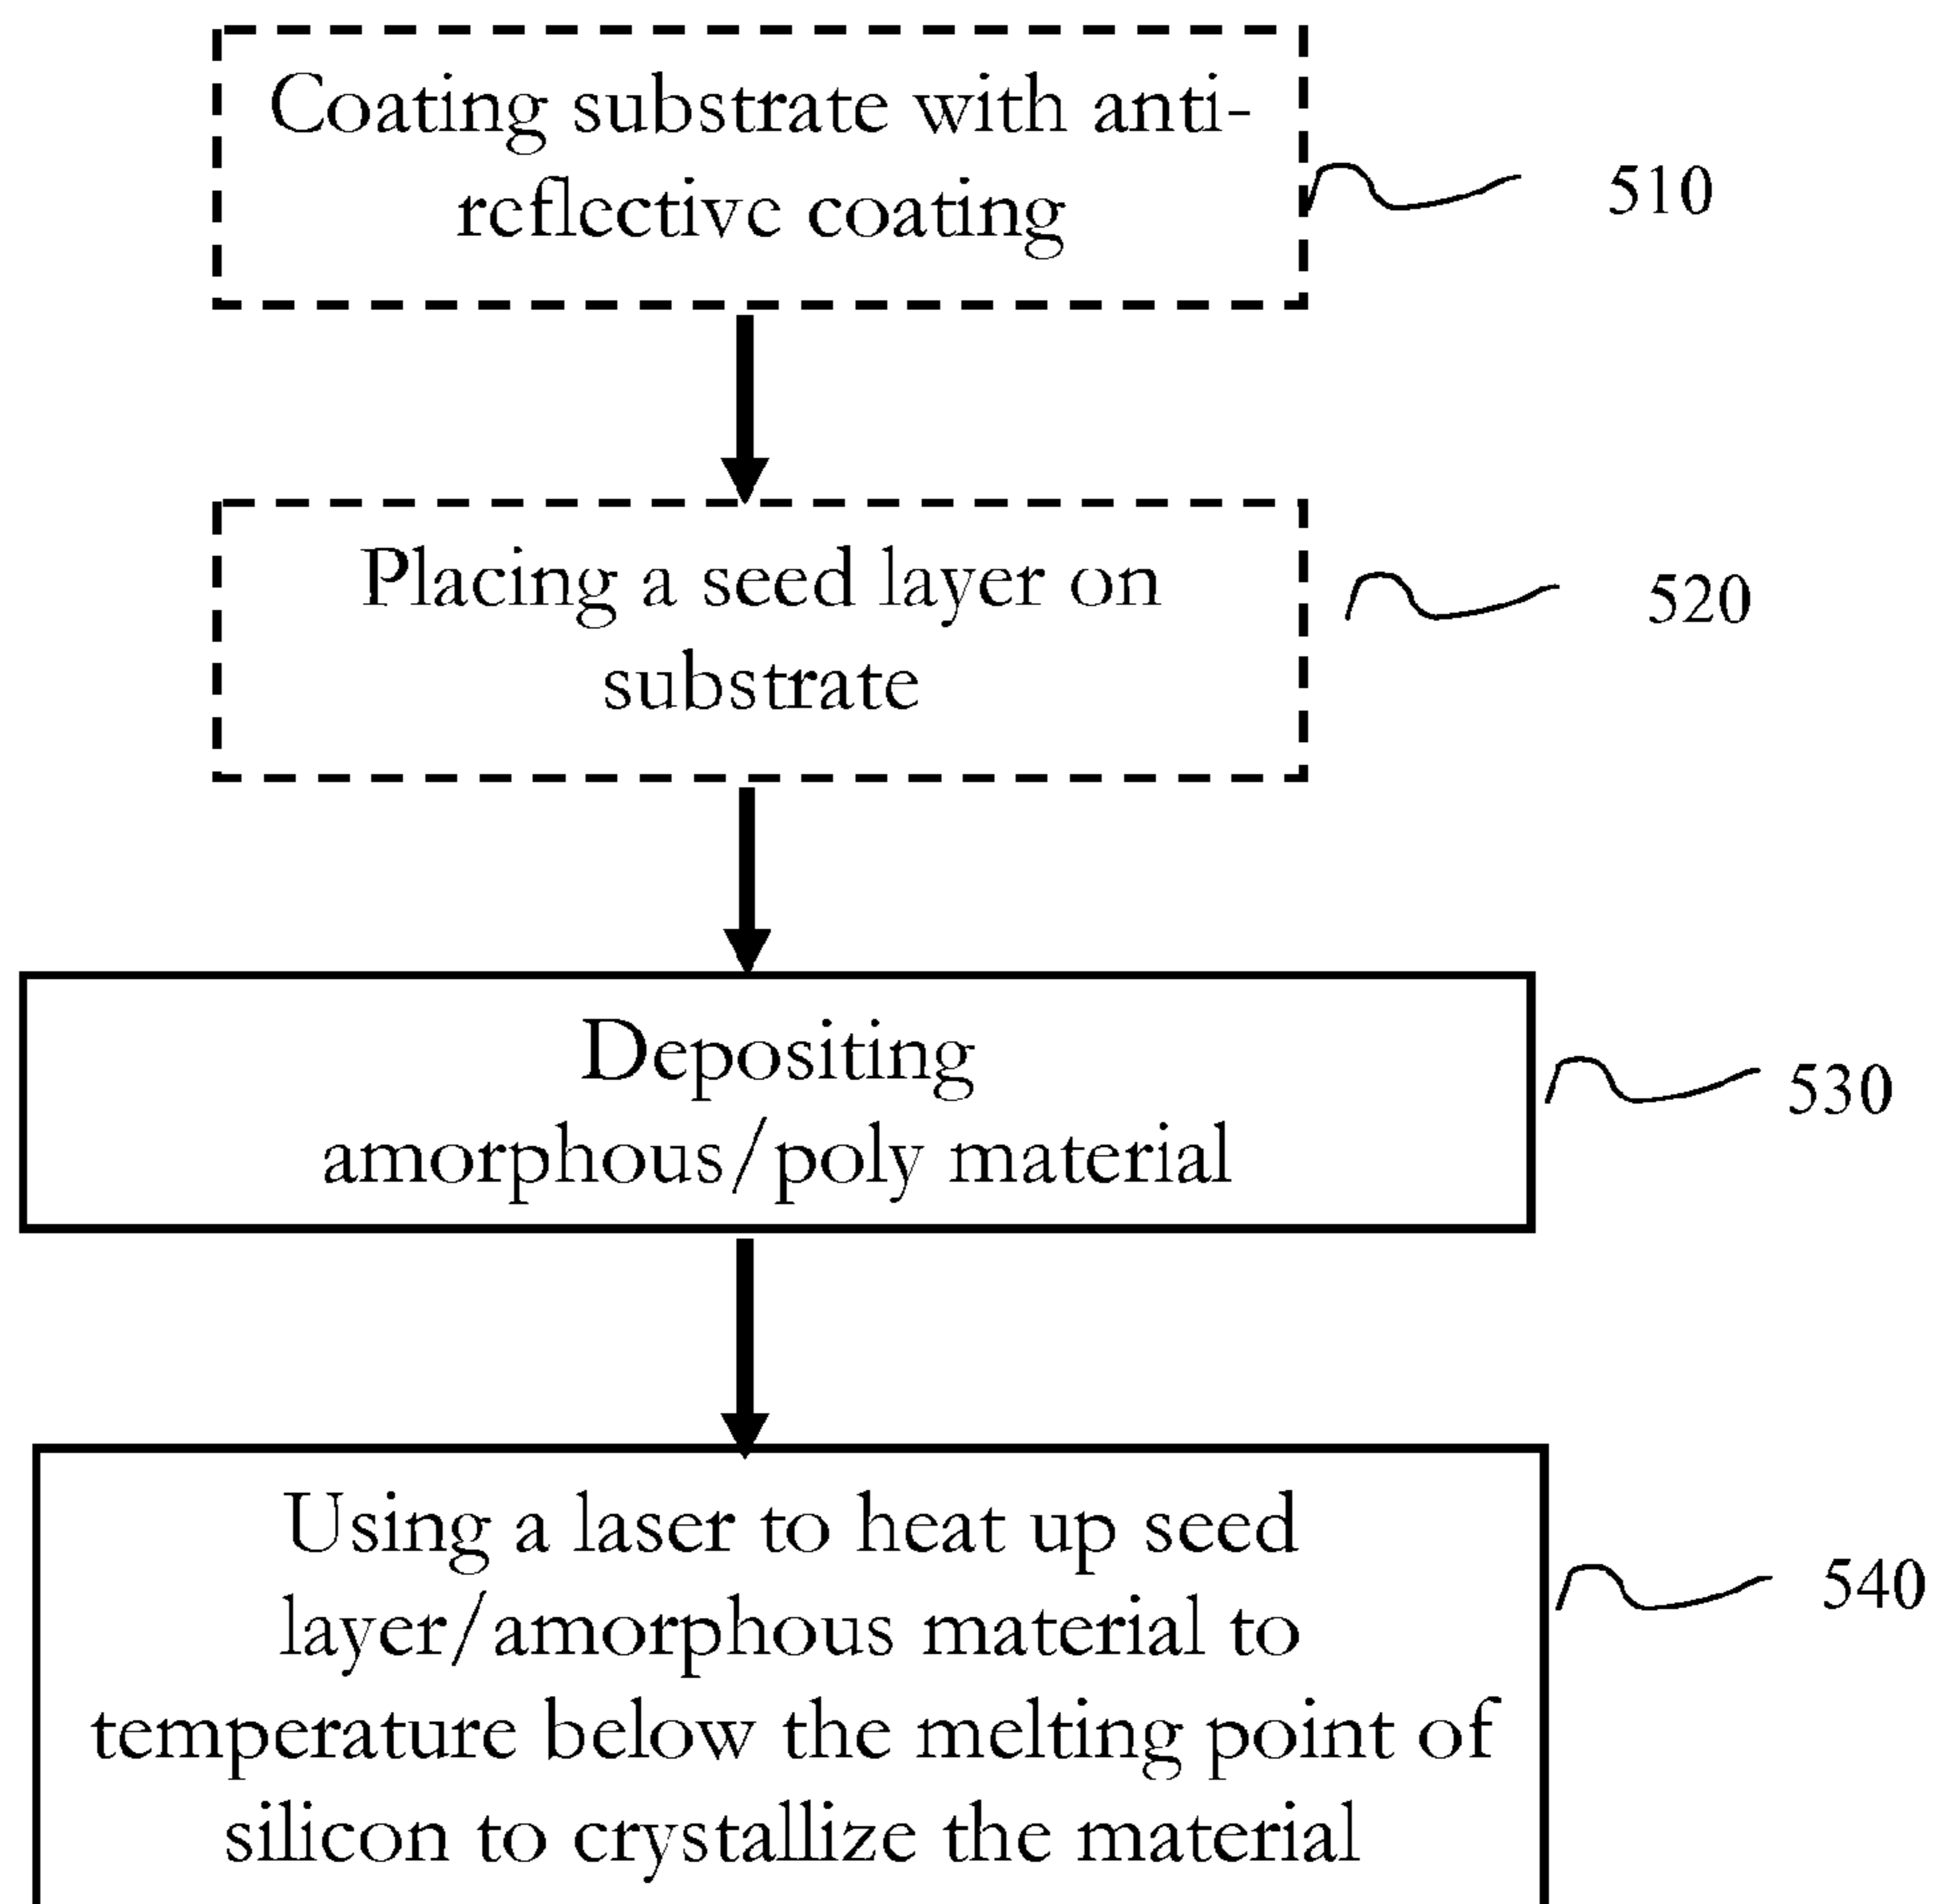 Coating substrate with anti-
reflective coating
510
Placing a seed layer on
substrate
520
Depositing
amorphous/poly material
530
Using a laser to heat up seed
layer/amorphous material to
temperature below the melting point of
silicon to crystallize the material
540